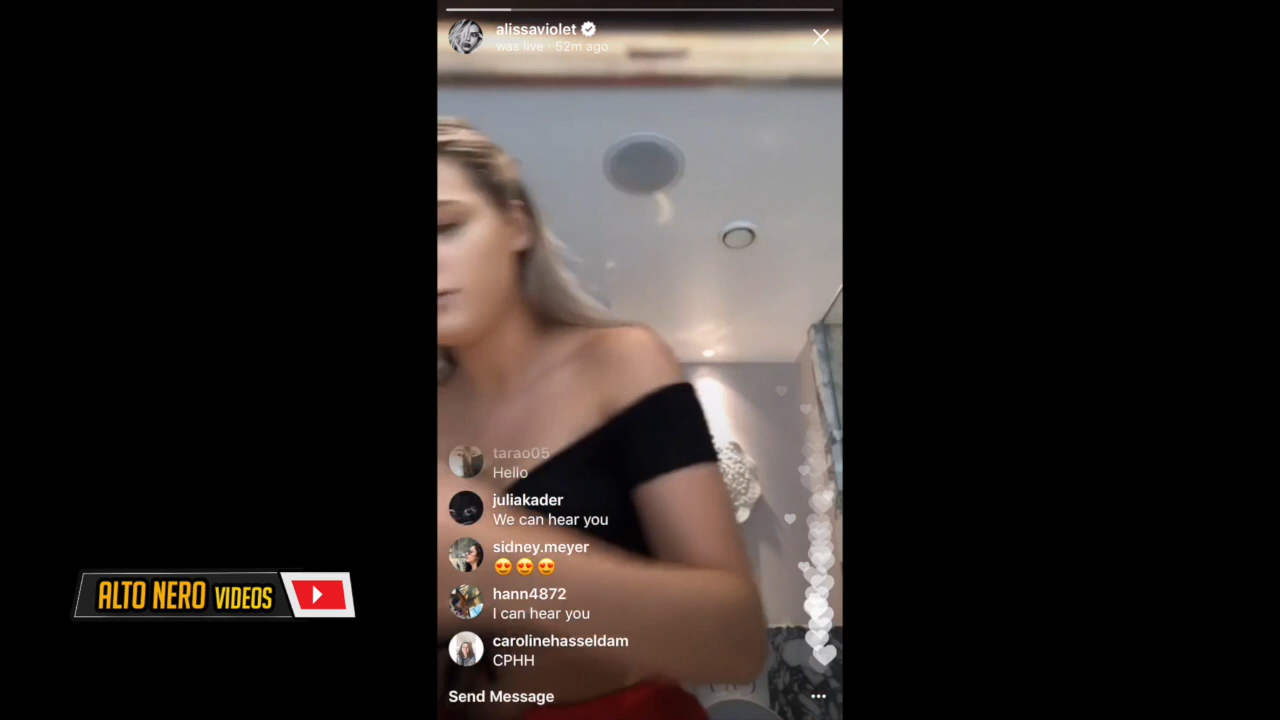 alissaviolet
was live · 52m ago
tarao05
Hello
juliakader
We can hear you
sidney.meyer
😍😍😍
hann4872
I can hear you
carolinehasseldam
CPHH
Send Message
ALTO NERO VIDEOS